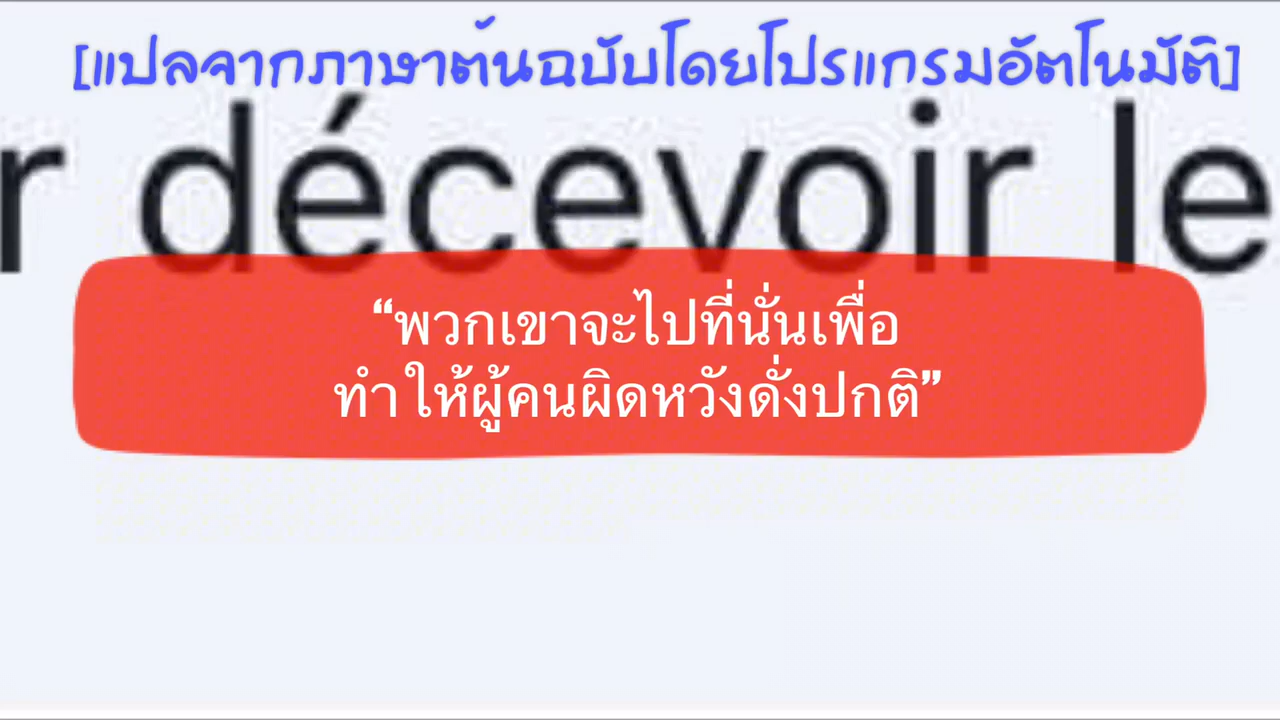 [แปลจากภาษาต้นฉบับโดยโปรแกรมอัตโนมัติ]
r décevoir le
“พวกเขาจะไปที่นั่นเพื่อ
ทำให้ผู้คนผิดหวังดั่งปกติ”